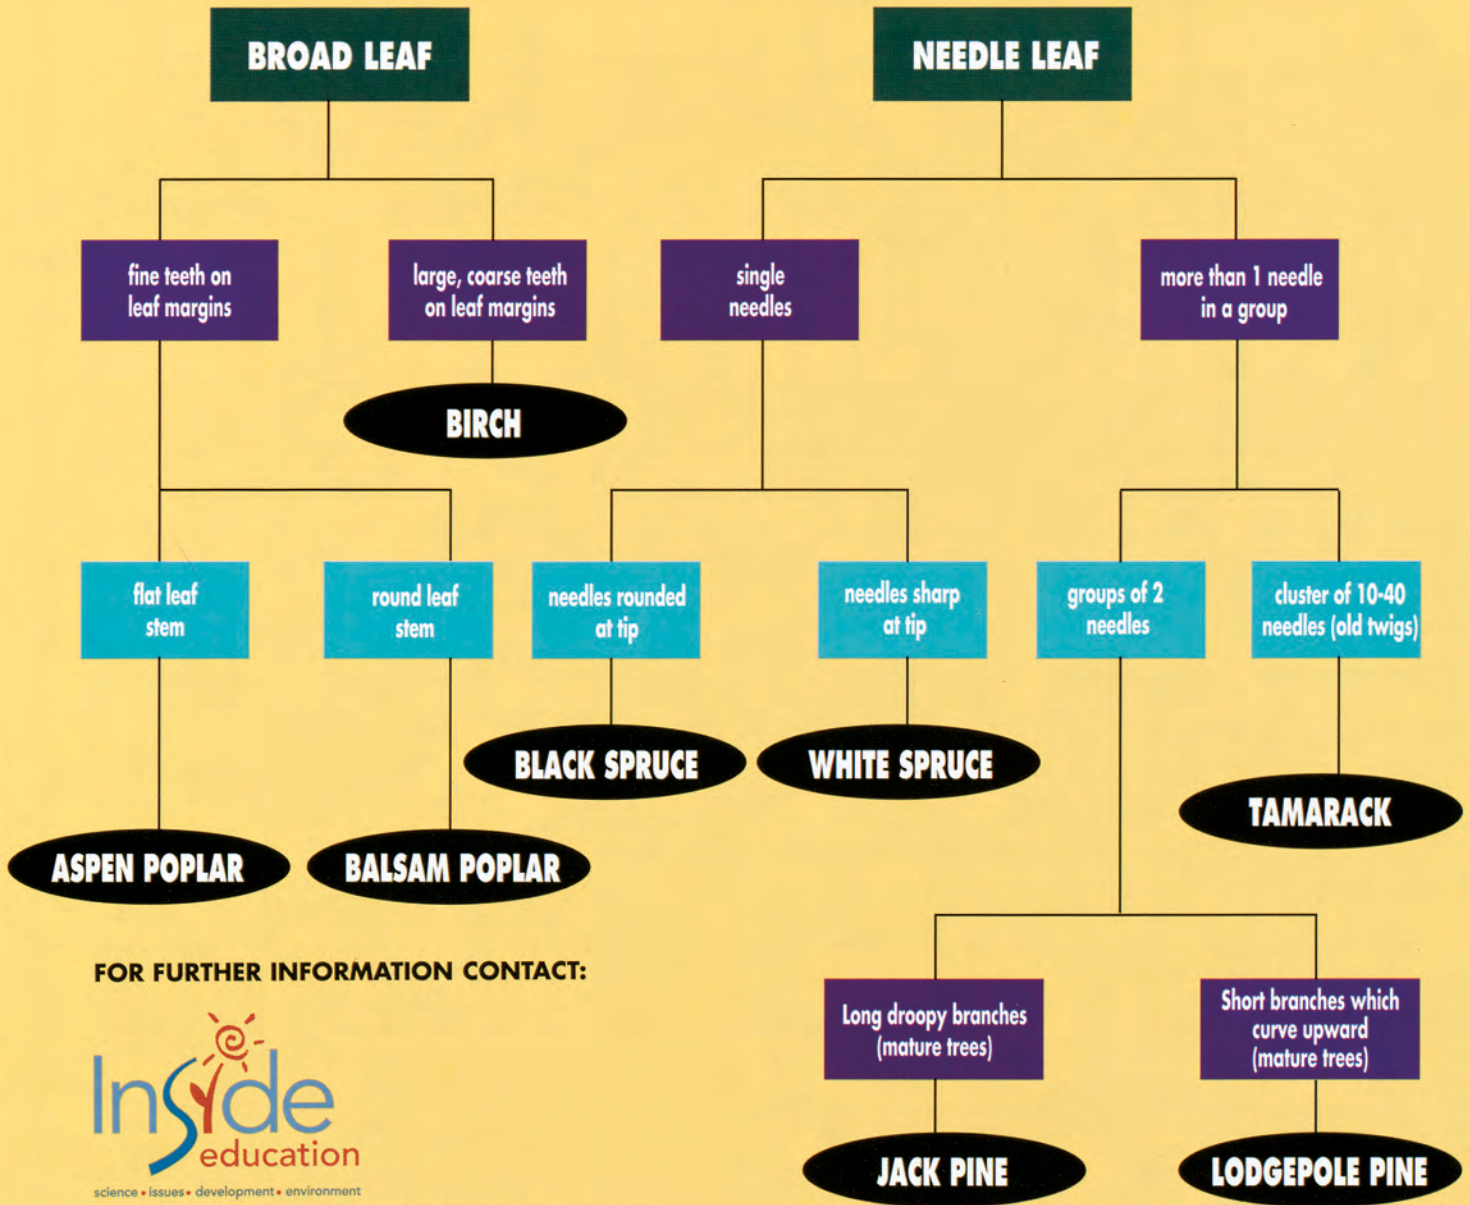 BROAD LEAF
NEEDLE LEAF
fine teeth on
leaf margins
large, coarse teeth
on leaf margins
single
needles
more than 1 needle
in a group
BIRCH
flat leaf
stem
round leaf
stem
needles rounded
at tip
needles sharp
at tip
groups of 2
needles
cluster of 10-40
needles (old twigs)
BLACK SPRUCE
WHITE SPRUCE
TAMARACK
ASPEN POPLAR
BALSAM POPLAR
FOR FURTHER INFORMATION CONTACT:
Long droopy branches
(mature trees)
Short branches which
curve upward
(mature trees)
Inside
education
science • issues • development • environment
JACK PINE
LODGEPOLE PINE